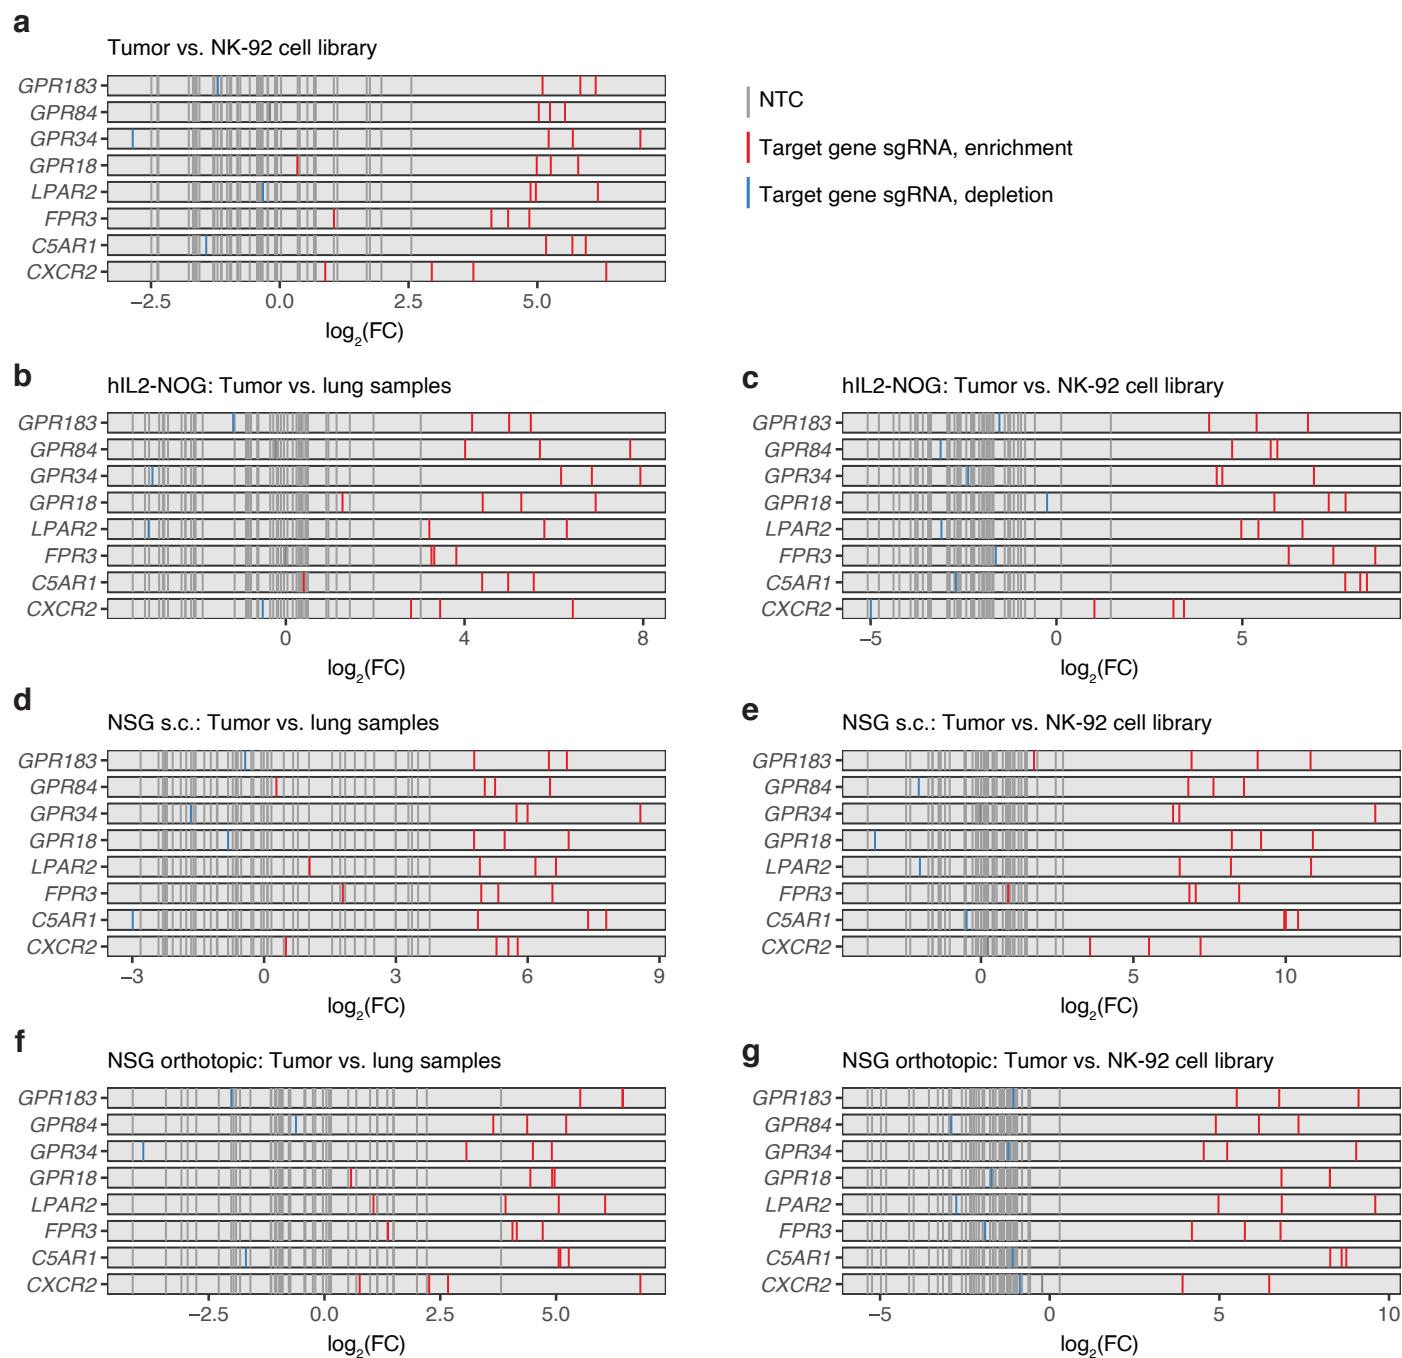 a
Tumor vs. NK-92 cell library
GPR183
GPR84
GPR34
GPR18
LPAR2
FPR3
C5AR1
CXCR2
−2.5 0.0 2.5 5.0
log2(FC)
NTC
Target gene sgRNA, enrichment
Target gene sgRNA, depletion
b
hIL2-NOG: Tumor vs. lung samples
GPR183
GPR84
GPR34
GPR18
LPAR2
FPR3
C5AR1
CXCR2
0 4 8
log2(FC)
c
hIL2-NOG: Tumor vs. NK-92 cell library
GPR183
GPR84
GPR34
GPR18
LPAR2
FPR3
C5AR1
CXCR2
−5 0 5
log2(FC)
d
NSG s.c.: Tumor vs. lung samples
GPR183
GPR84
GPR34
GPR18
LPAR2
FPR3
C5AR1
CXCR2
−3 0 3 6 9
log2(FC)
e
NSG s.c.: Tumor vs. NK-92 cell library
GPR183
GPR84
GPR34
GPR18
LPAR2
FPR3
C5AR1
CXCR2
0 5 10
log2(FC)
f
NSG orthotopic: Tumor vs. lung samples
GPR183
GPR84
GPR34
GPR18
LPAR2
FPR3
C5AR1
CXCR2
−2.5 0.0 2.5 5.0
log2(FC)
g
NSG orthotopic: Tumor vs. NK-92 cell library
GPR183
GPR84
GPR34
GPR18
LPAR2
FPR3
C5AR1
CXCR2
−5 0 5 10
log2(FC)